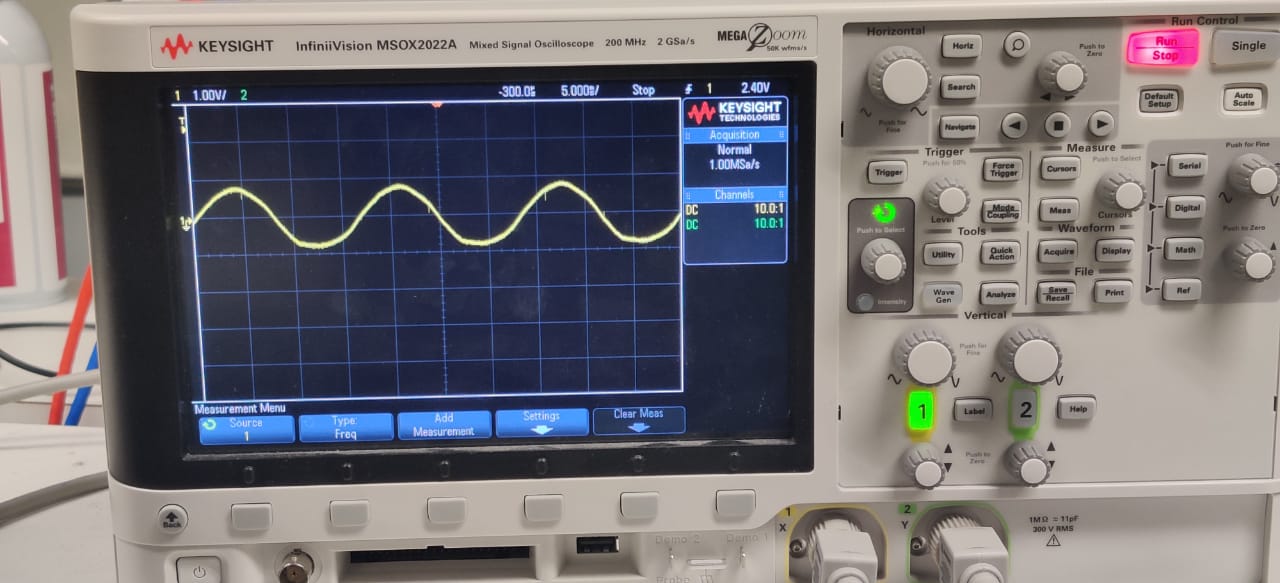 KEYSIGHT InfiniiVision MSOX2022A Mixed Signal Oscilloscope 200 MHz 2 GSa/s MEGA Zoom
50K wfms/s
1 1.00V/ 2 -300.0 5.000 Stop 1 2.40V
T
KEYSIGHT
TECHNOLOGIES
Acquisition
Normal
1.00MSa/s
Channels
DC 10.0:1
DC 10.0:1
Measurement Menu
Source
1
Type:
Freq
Add
Measurement
Settings
Clear Meas
Back
Horizontal
Horiz
Search
Navigate
Push for
Fine
Push to
Zero
Run Control
Run
Stop
Single
Default
Setup
Auto
Scale
Trigger
Push for 50%
Trigger
Force
Trigger
Level
Mode
Coupling
Measure
Cursors
Push to Select
Meas
Cursors
Push to Select
Intensity
Tools
Utility
Quick
Action
Wave
Gen
Analyze
Waveform
Acquire
Display
File
Save
Recall
Print
Serial
Digital
Math
Ref
Push for Fine
Push to Zero
Vertical
Push for
Fine
1
Label
2
Help
Push to
Zero
1
X
2
Y
1MΩ ≈ 11pF
300 V RMS
Demo 2
Demo 1
Probe